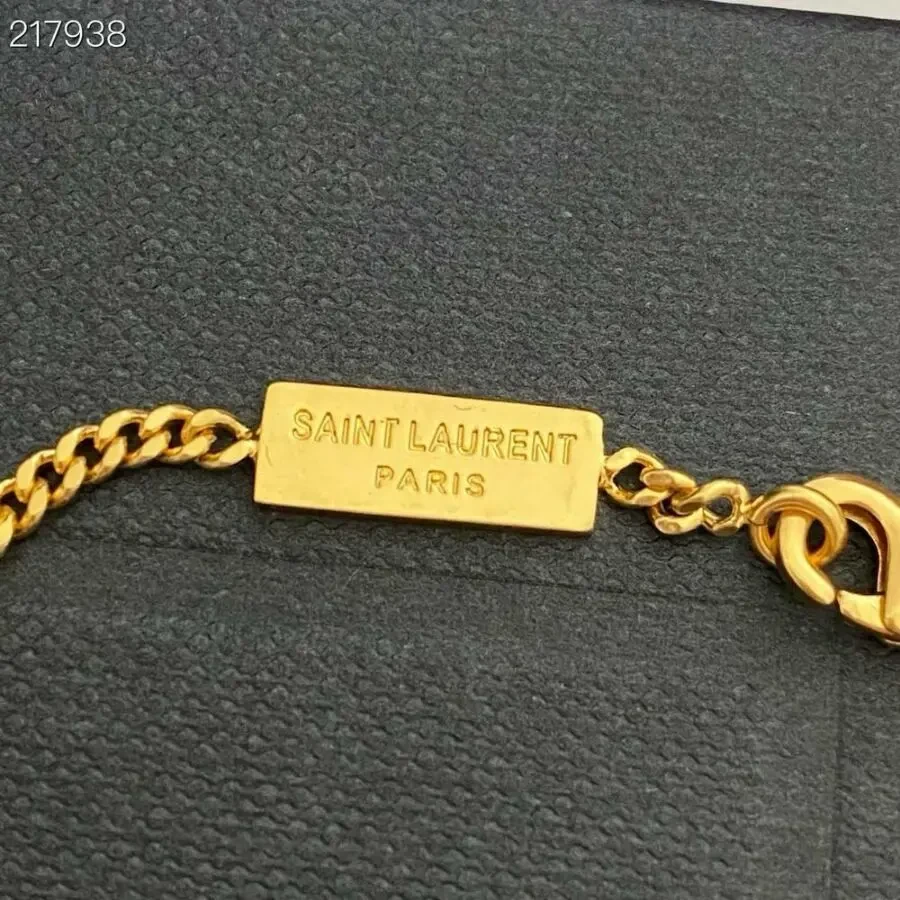 217938
SAINT LAURENT
PARIS